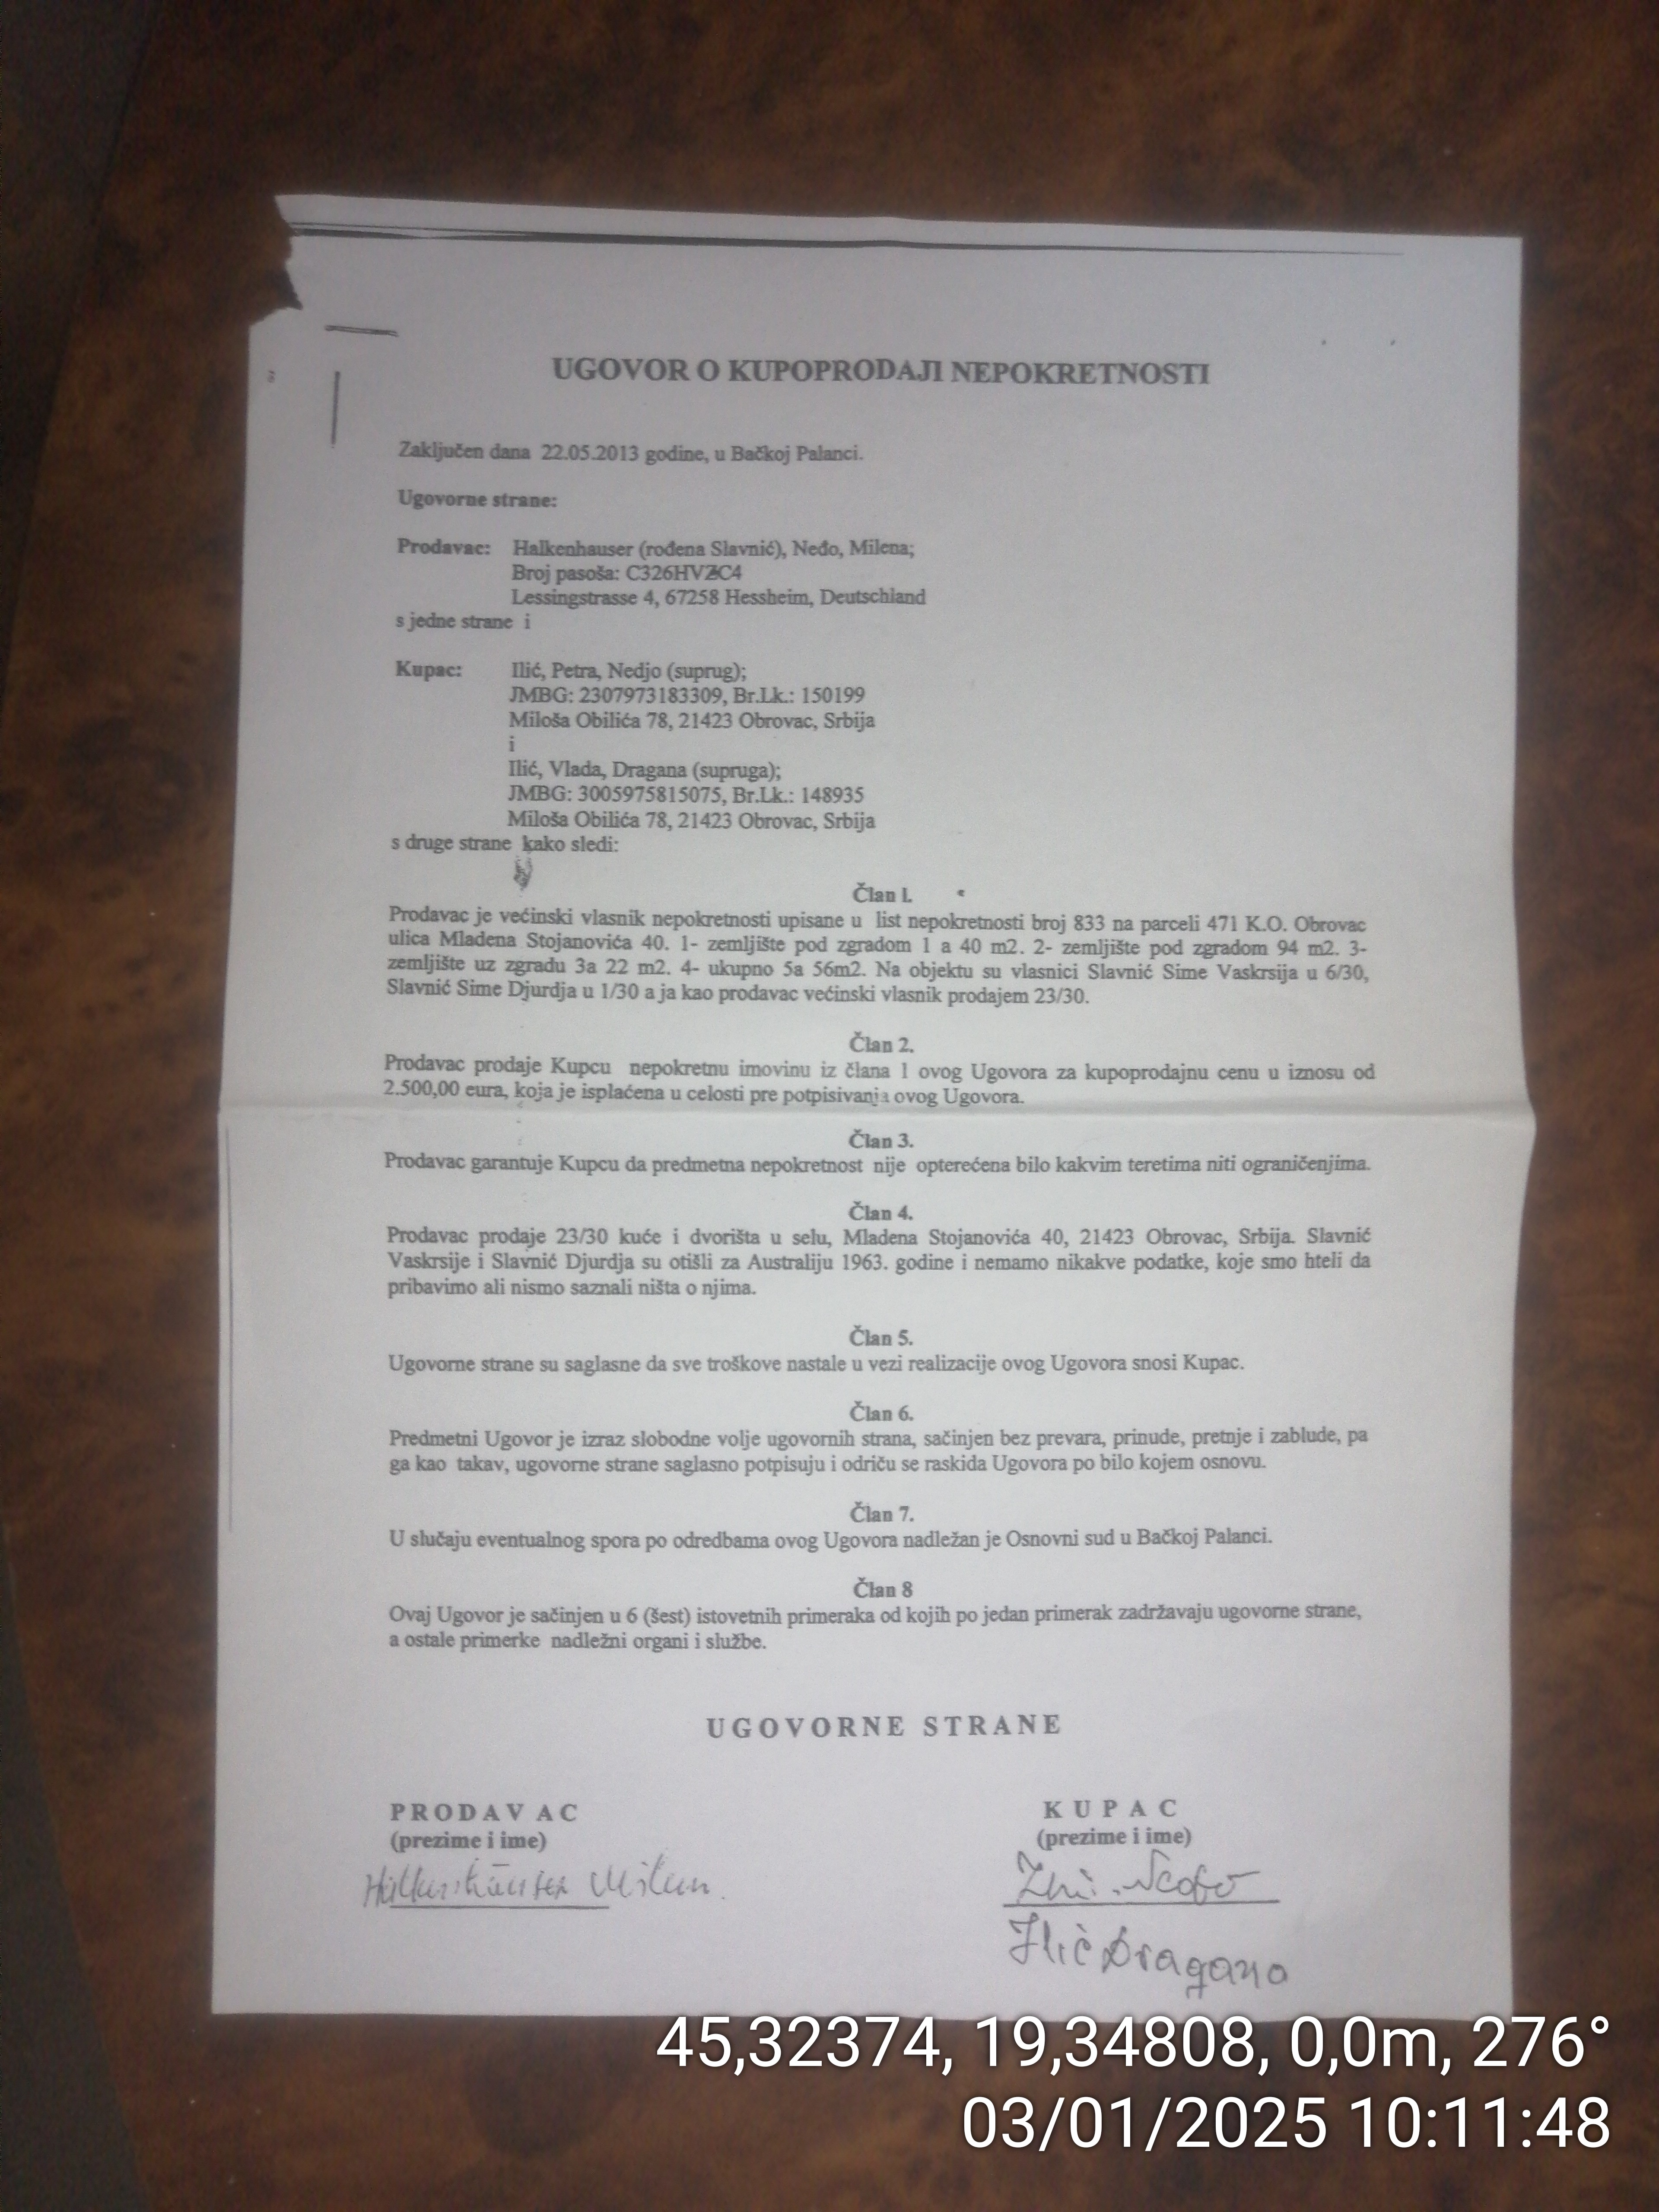 UGOVOR O KUPOPRODAJI NEPOKRETNOSTI
Zaključen dana 22.05.2013 godine, u Bačkoj Palanci.
Ugovorne strane:
Prodavac: Halkenhauser (rođena Slavnić), Neđo, Milena;
Broj pasoša:
Lessingstrasse 4, 67258 Hessheim, Deutschland
s jedne strane i
Kupac: Ilić, Petra, Nedjo (suprug);
JMBG: 2307973183309, Br.Lk.: 150199
Miloša Obilića 78, 21423 Obrovac, Srbija
i
Ilić, Vlada, Dragana (supruga);
JMBG: 3005975815075, Br.Lk.: 148935
Miloša Obilića 78, 21423 Obrovac, Srbija
s druge strane kako sledi:
Član 1.
Prodavac je većinski vlasnik nepokretnosti upisane u list nepokretnosti broj 833 na parceli 471 K.O. Obrovac
ulica Mladena Stojanovića 40. 1- zemljište pod zgradom 1 a 40 m2. 2- zemljište pod zgradom 94 m2. 3-
zemljište uz zgradu 3a 22 m2. 4- ukupno 5a 56m2. Na objektu su vlasnici Slavnić Sime Vaskrsija u 6/30,
Slavnić Sime Djurdja u 1/30 a ja kao prodavac većinski vlasnik prodajem 23/30.
Član 2.
Prodavac prodaje Kupcu nepokretnu imovinu iz člana 1 ovog Ugovora za kupoprodajnu cenu u iznosu od
2.500,00 eura, koja je isplaćena u celosti pre potpisivanja ovog Ugovora.
Član 3.
Prodavac garantuje Kupcu da predmetna nepokretnost nije opterećena bilo kakvim teretima niti ograničenjima.
Član 4.
Prodavac prodaje 23/30 kuće i dvorišta u selu, Mladena Stojanovića 40, 21423 Obrovac, Srbija. Slavnić
Vaskrsije i Slavnić Djurdja su otišli za Australiju 1963. godine i nemamo nikakve podatke, koje smo hteli da
pribavimo ali nismo saznali ništa o njima.
Član 5.
Ugovorne strane su saglasne da sve troškove nastale u vezi realizacije ovog Ugovora snosi Kupac.
Član 6.
Predmetni Ugovor je izraz slobodne volje ugovornih strana, sačinjen bez prevara, prinude, pretnje i zablude, pa
ga kao takav, ugovorne strane saglasno potpisuju i odriču se raskida Ugovora po bilo kojem osnovu.
Član 7.
U slučaju eventualnog spora po odredbama ovog Ugovora nadležan je Osnovni sud u Bačkoj Palanci.
Član 8
Ovaj Ugovor je sačinjen u 6 (šest) istovetnih primeraka od kojih po jedan primerak zadržavaju ugovorne strane,
a ostale primerke nadležni organi i službe.
UGOVORNE STRANE
PRODAVAC
(prezime i ime)
KUPAC
(prezime i ime)
Ilić Dragana
45,32374, 19,34808, 0,0m, 276°
03/01/2025 10:11:48